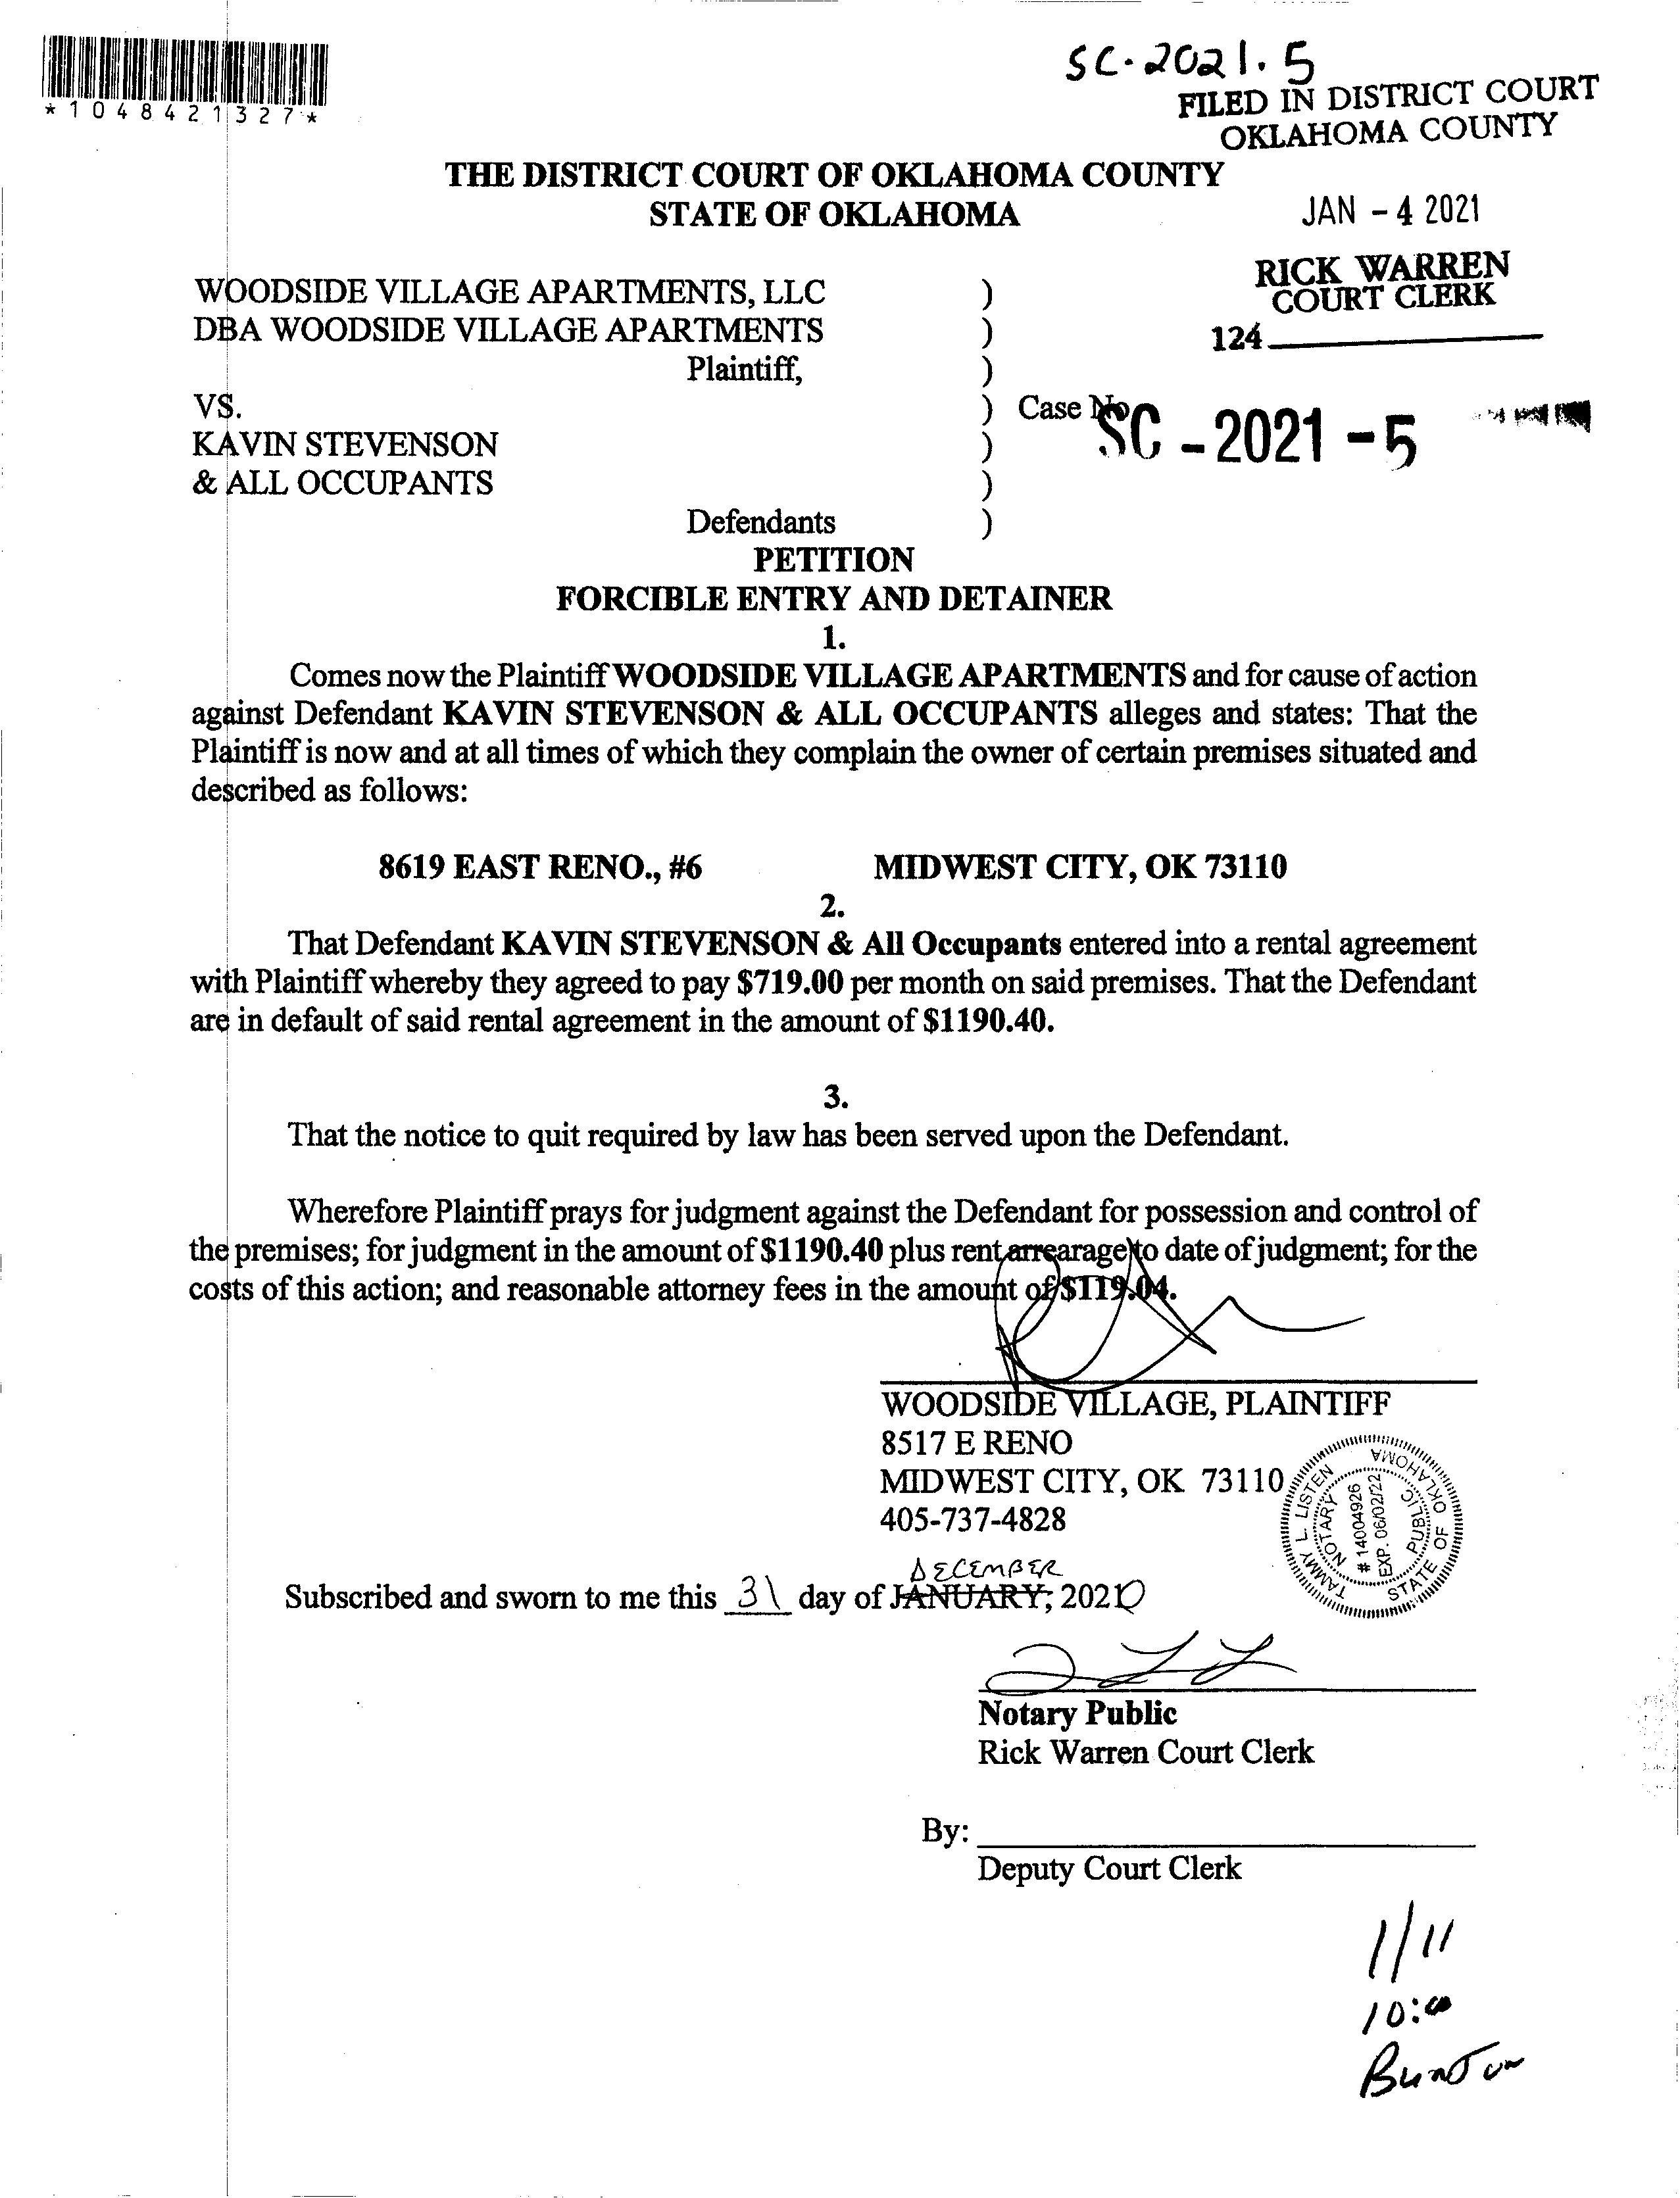 *1048421327*
SC-2021.5
FILED IN DISTRICT COURT
OKLAHOMA COUNTY
THE DISTRICT COURT OF OKLAHOMA COUNTY
STATE OF OKLAHOMA
JAN - 4 2021
RICK WARREN
COURT CLERK
124
WOODSIDE VILLAGE APARTMENTS, LLC )
DBA WOODSIDE VILLAGE APARTMENTS )
Plaintiff, )
VS. ) Case No. SC - 2021 - 5
KAVIN STEVENSON )
& ALL OCCUPANTS )
Defendants )
PETITION
FORCIBLE ENTRY AND DETAINER
1.
Comes now the Plaintiff WOODSIDE VILLAGE APARTMENTS and for cause of action
against Defendant KAVIN STEVENSON & ALL OCCUPANTS alleges and states: That the
Plaintiff is now and at all times of which they complain the owner of certain premises situated and
described as follows:
8619 EAST RENO., #6 MIDWEST CITY, OK 73110
2.
That Defendant KAVIN STEVENSON & All Occupants entered into a rental agreement
with Plaintiff whereby they agreed to pay $719.00 per month on said premises. That the Defendant
are in default of said rental agreement in the amount of $1190.40.
3.
That the notice to quit required by law has been served upon the Defendant.
Wherefore Plaintiff prays for judgment against the Defendant for possession and control of
the premises; for judgment in the amount of $1190.40 plus rent arrearage to date of judgment; for the
costs of this action; and reasonable attorney fees in the amount of $119.04.
WOODSIDE VILLAGE, PLAINTIFF
8517 E RENO
MIDWEST CITY, OK 73110
405-737-4828
TAMMY L. LISTEN
NOTARY PUBLIC
# 14004926
EXP. 06/02/22
STATE OF OKLAHOMA
DECEMBER
Subscribed and sworn to me this 31 day of JANUARY, 2020
Notary Public
Rick Warren Court Clerk
By:
Deputy Court Clerk
1/11
10:00